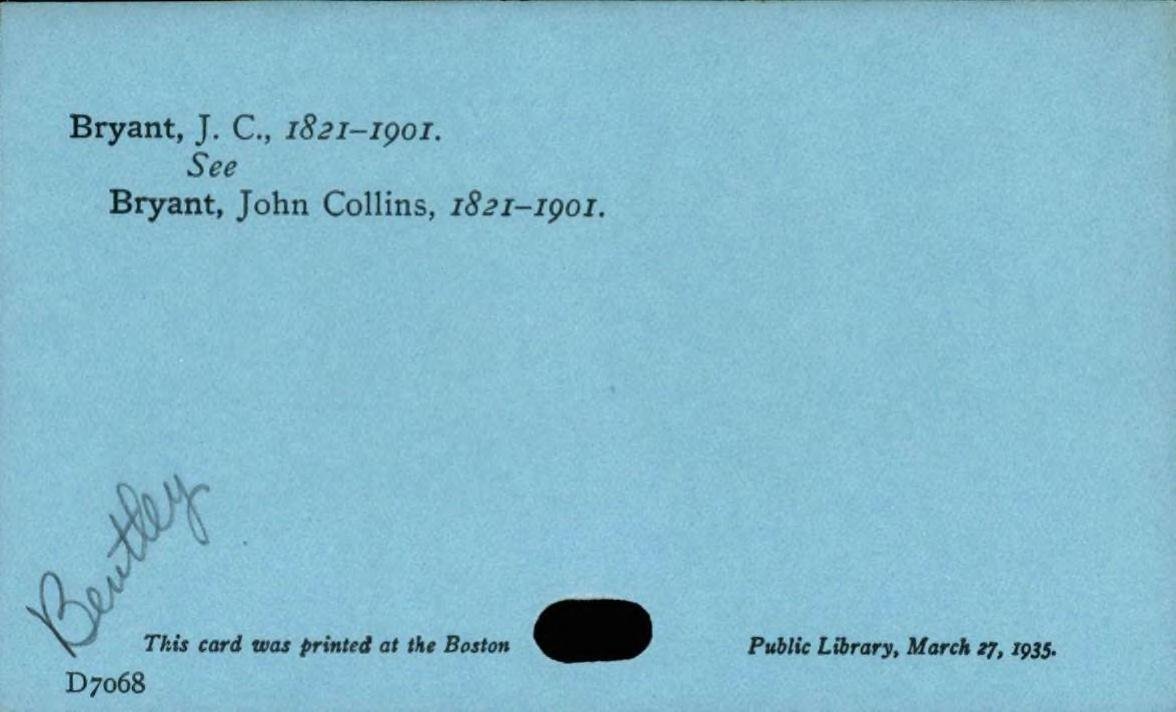 Bryant, J. C., 1821–1901.
See
Bryant, John Collins, 1821–1901.
Bentley
This card was printed at the Boston Public Library, March 27, 1935.
D7068